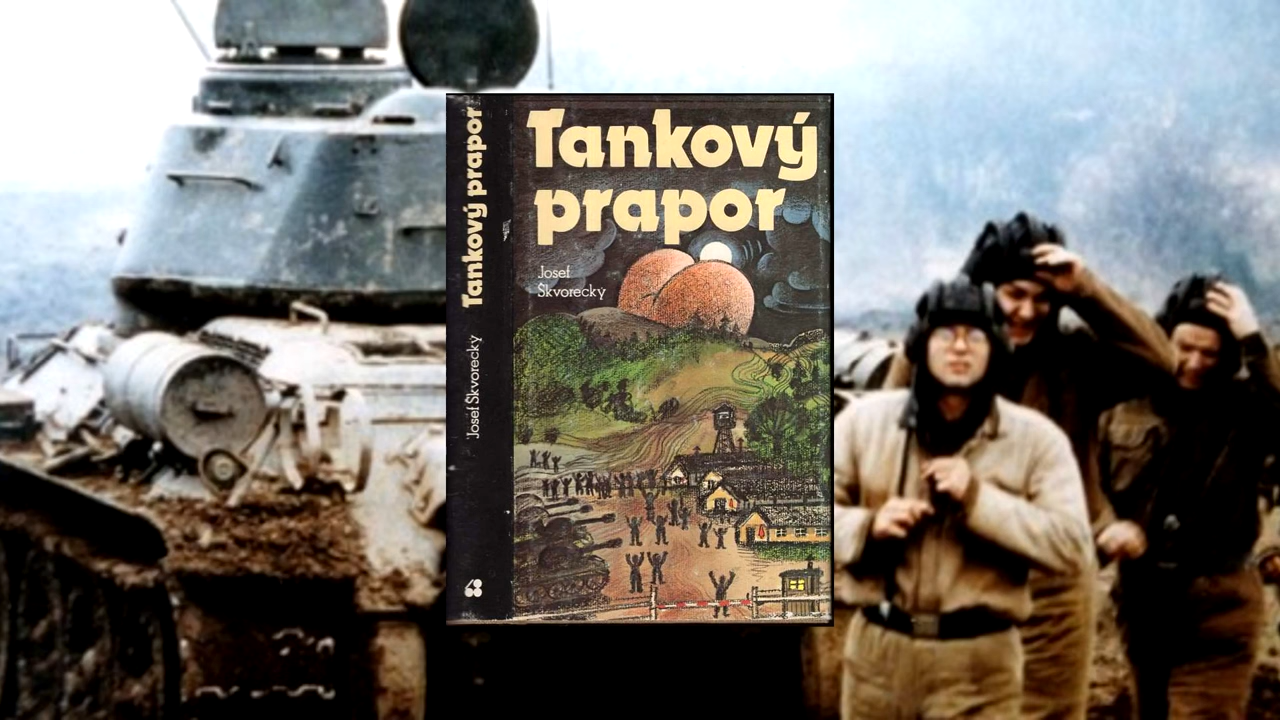 Tankový
prapor
Josef
Škvorecký
Josef Škvorecký Tankový prapor